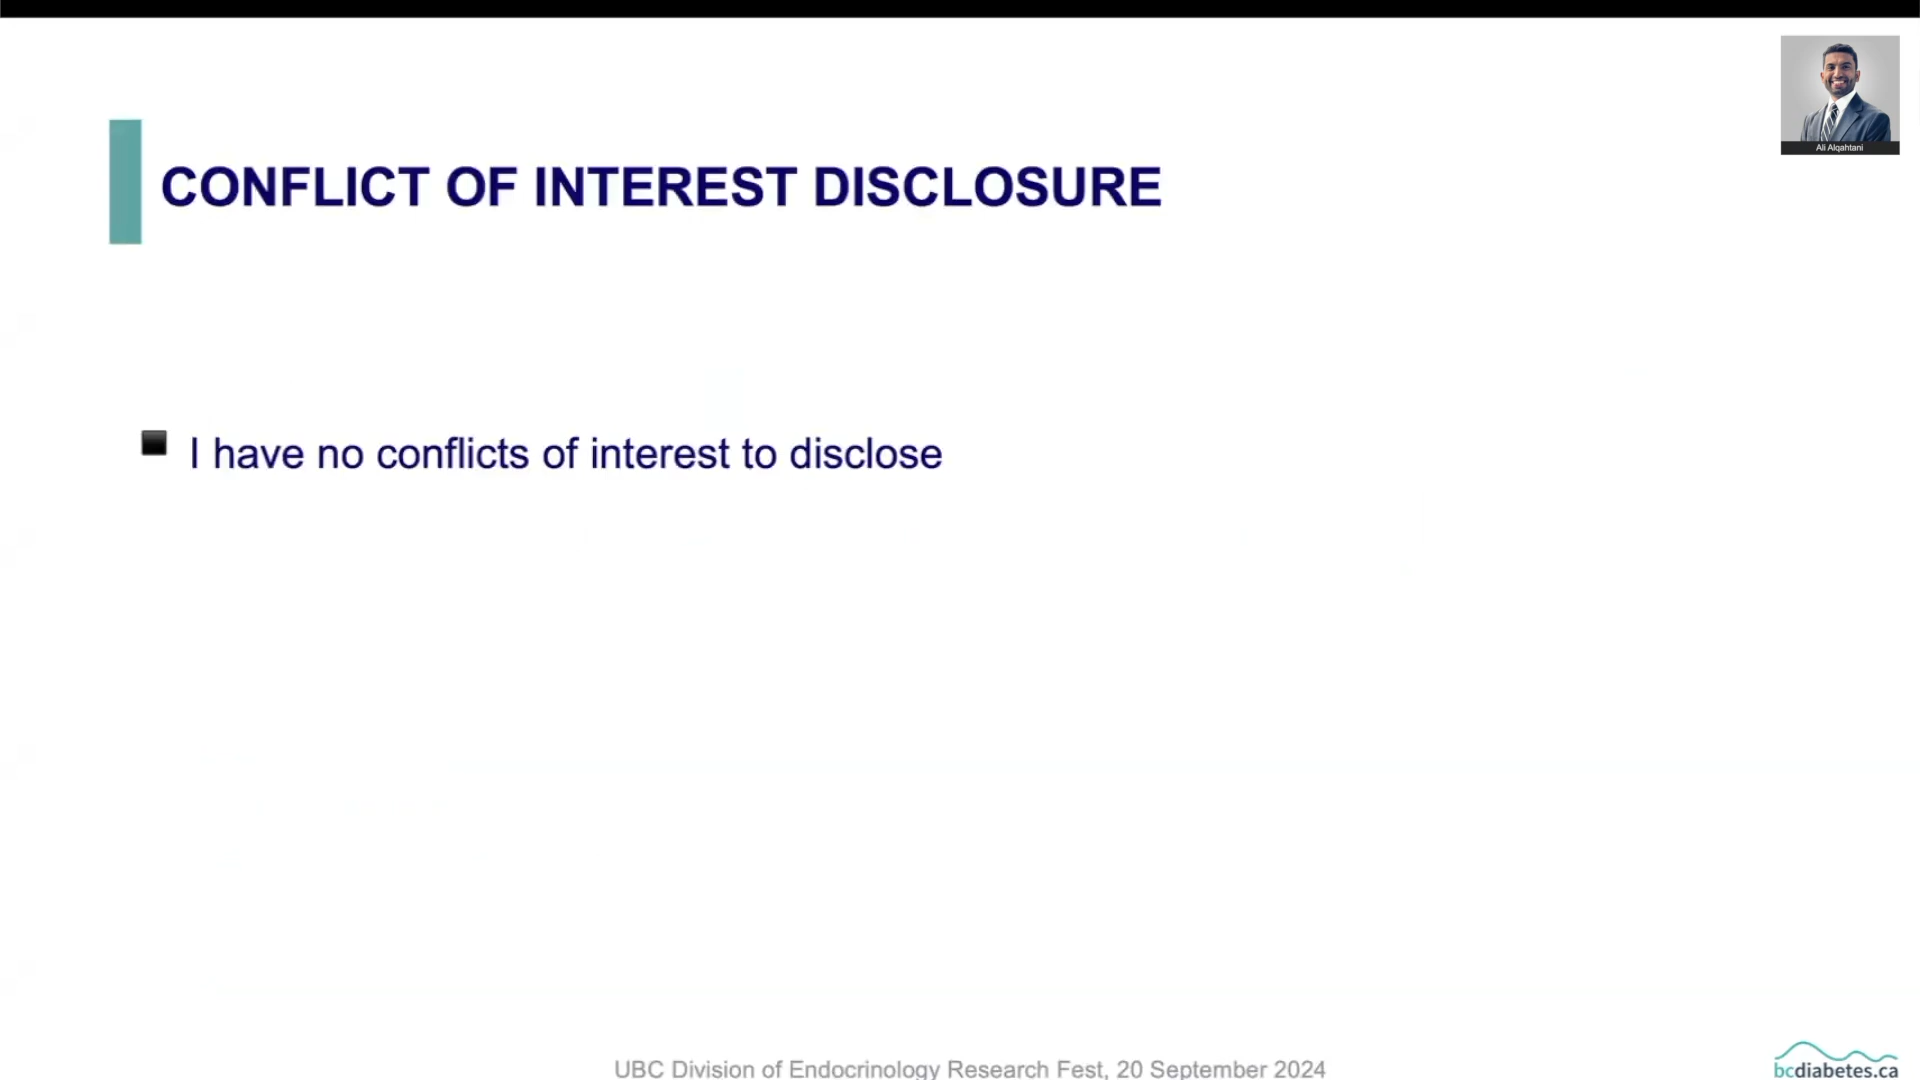 Ali Alqahtani
CONFLICT OF INTEREST DISCLOSURE
I have no conflicts of interest to disclose
UBC Division of Endocrinology Research Fest, 20 September 2024
bcdiabetes.ca